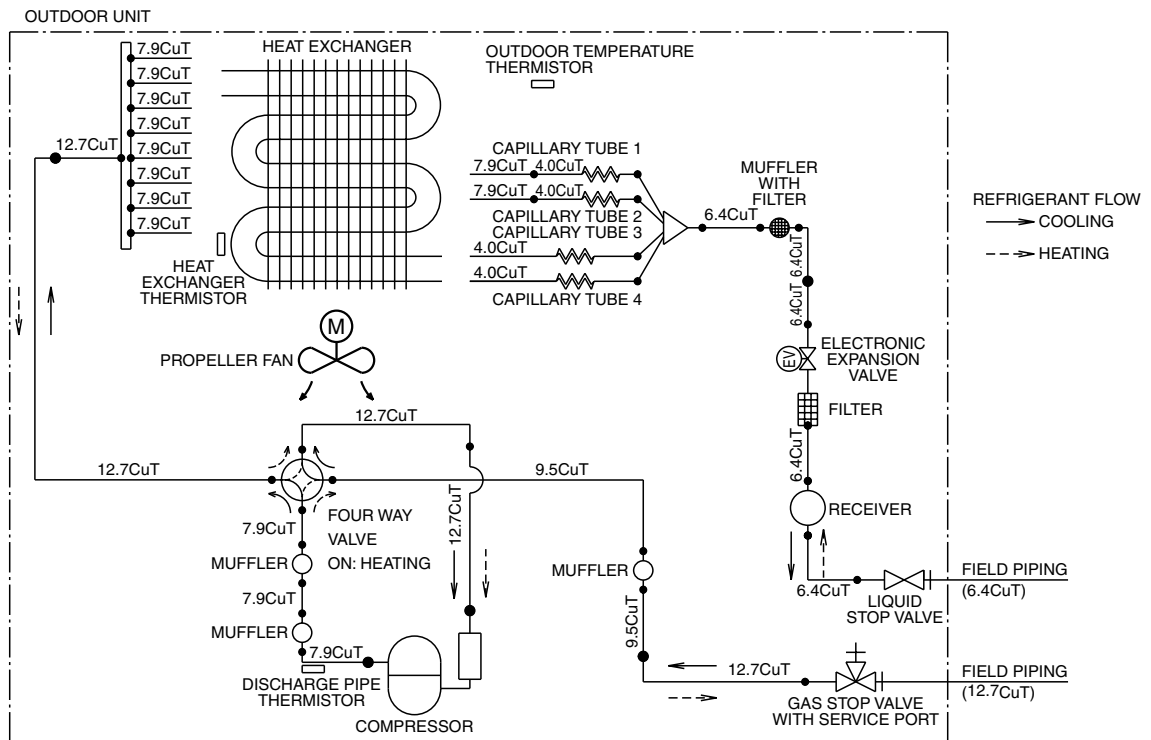 OUTDOOR UNIT
7.9CuT
7.9CuT
7.9CuT
7.9CuT
7.9CuT
7.9CuT
7.9CuT
7.9CuT
12.7CuT
HEAT EXCHANGER
HEAT
EXCHANGER
THERMISTOR
OUTDOOR TEMPERATURE
THERMISTOR
CAPILLARY TUBE 1
7.9CuT 4.0CuT
7.9CuT 4.0CuT
CAPILLARY TUBE 2
CAPILLARY TUBE 3
4.0CuT
4.0CuT
CAPILLARY TUBE 4
6.4CuT
MUFFLER
WITH
FILTER
6.4CuT
6.4CuT
EV
ELECTRONIC
EXPANSION
VALVE
FILTER
6.4CuT
RECEIVER
6.4CuT
LIQUID
STOP VALVE
FIELD PIPING
(6.4CuT)
REFRIGERANT FLOW
COOLING
HEATING
M
PROPELLER FAN
12.7CuT
12.7CuT
9.5CuT
12.7CuT
FOUR WAY
VALVE
ON: HEATING
7.9CuT
MUFFLER
7.9CuT
MUFFLER
7.9CuT
DISCHARGE PIPE
THERMISTOR
COMPRESSOR
MUFFLER
9.5CuT
12.7CuT
GAS STOP VALVE
WITH SERVICE PORT
FIELD PIPING
(12.7CuT)